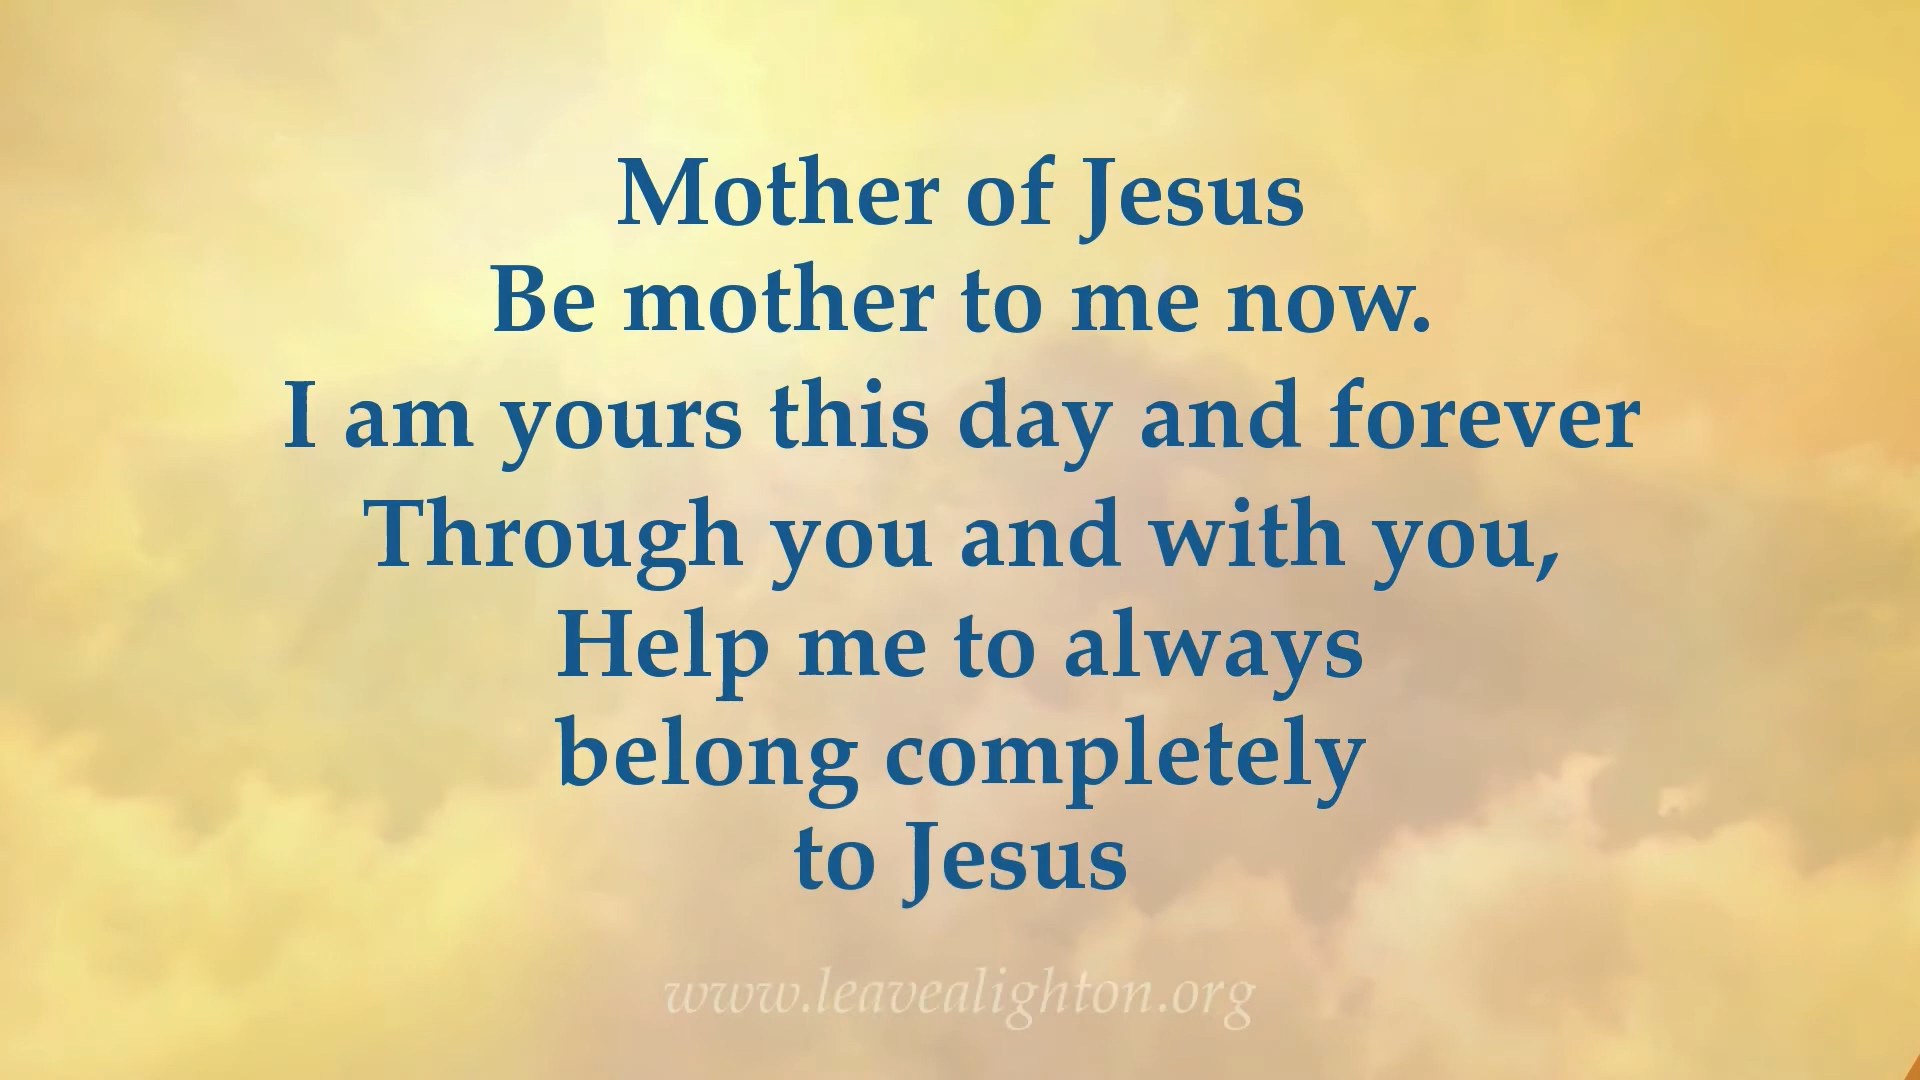 Mother of Jesus
Be mother to me now.
I am yours this day and forever
Through you and with you,
Help me to always
belong completely
to Jesus
www.leavealighton.org